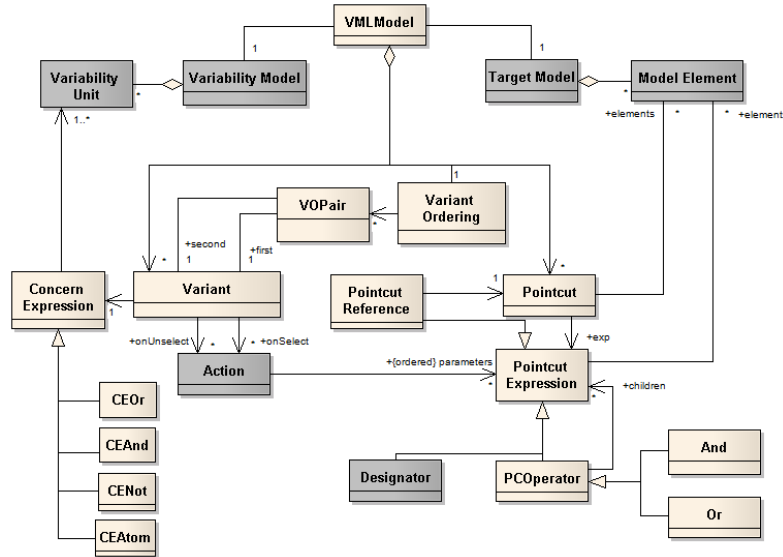 VMLModel
1
1
Variability
Unit
*
Variability Model
Target Model
*
Model Element
1..*
+elements
*
*
+element
VOPair
*
1
Variant
Ordering
*
+second
1
+first
1
*
Concern
Expression
1
Variant
Pointcut
Reference
1
Pointcut
+onUnselect
*
*
+onSelect
+exp
Action
+{ordered} parameters
*
Pointcut
Expression
+children
*
CEOr
CEAnd
CENot
CEAtom
Designator
PCOperator
And
Or